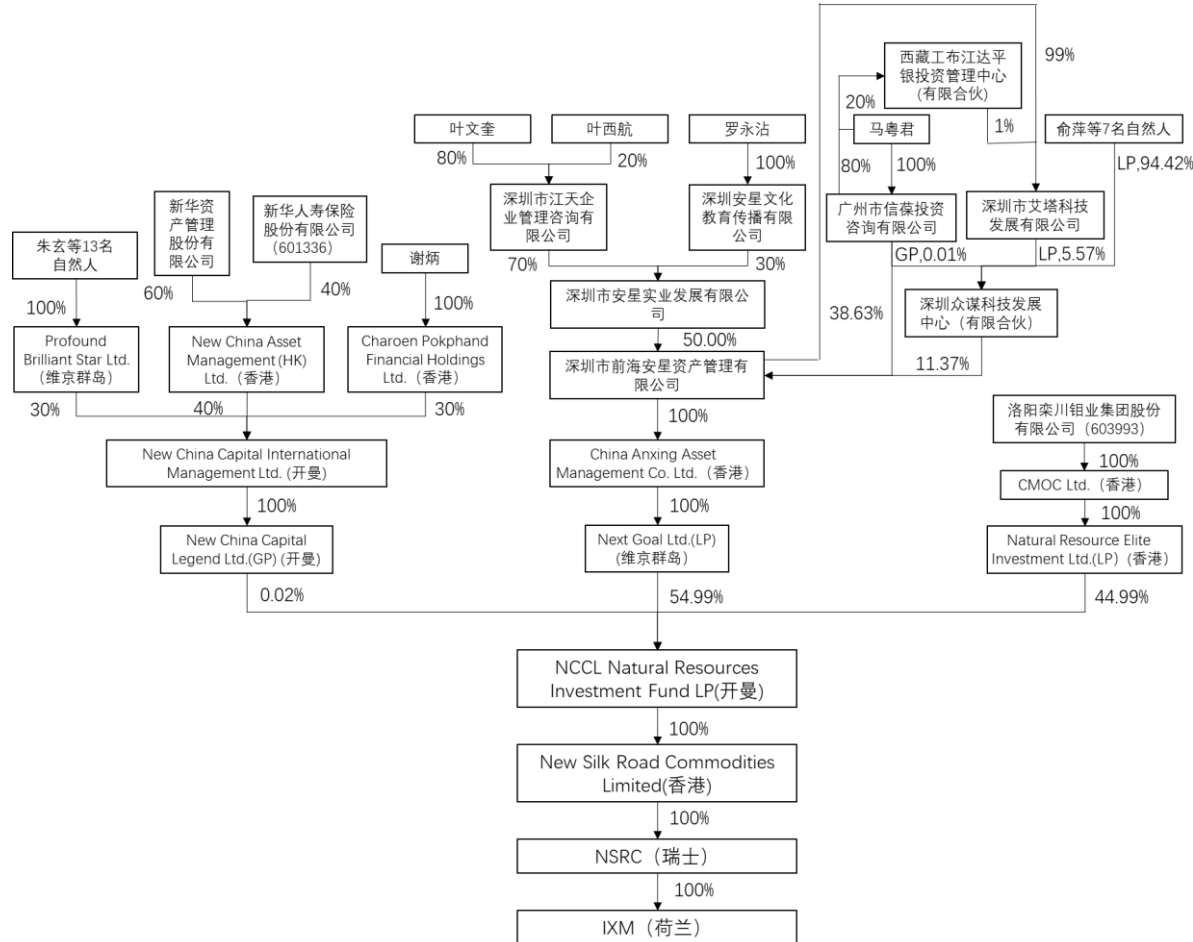 西藏工布江达平
银投资管理中心
(有限合伙)
99%
20%
1%
叶文奎
叶西航
罗永沾
马粤君
俞萍等7名自然人
80%
20%
100%
80%
100%
LP,94.42%
新华资
产管理
股份有
限公司
新华人寿保险
股份有限公司
（601336）
深圳市江天企
业管理咨询有
限公司
深圳安星文化
教育传播有限
公司
广州市信葆投资
咨询有限公司
深圳市艾塔科技
发展有限公司
朱玄等13名
自然人
谢炳
70%
30%
GP,0.01%
LP,5.57%
60%
40%
100%
100%
深圳市安星实业发展有限公
司
38.63%
深圳众谋科技发展
中心（有限合伙）
Profound
Brilliant Star Ltd.
(维京群岛)
New China Asset
Management (HK)
Ltd.（香港）
Charoen Pokphand
Financial Holdings
Ltd.（香港）
50.00%
深圳市前海安星资产管理有
限公司
11.37%
30%
40%
30%
100%
洛阳栾川钼业集团股份
有限公司（603993）
New China Capital International
Management Ltd. (开曼)
China Anxing Asset
Management Co. Ltd.（香港）
100%
CMOC Ltd.（香港）
100%
100%
100%
New China Capital
Legend Ltd.(GP) (开曼)
Next Goal Ltd.(LP)
(维京群岛)
Natural Resource Elite
Investment Ltd.(LP)（香港）
0.02%
54.99%
44.99%
NCCL Natural Resources
Investment Fund LP(开曼)
100%
New Silk Road Commodities
Limited(香港)
100%
NSRC（瑞士）
100%
IXM（荷兰）